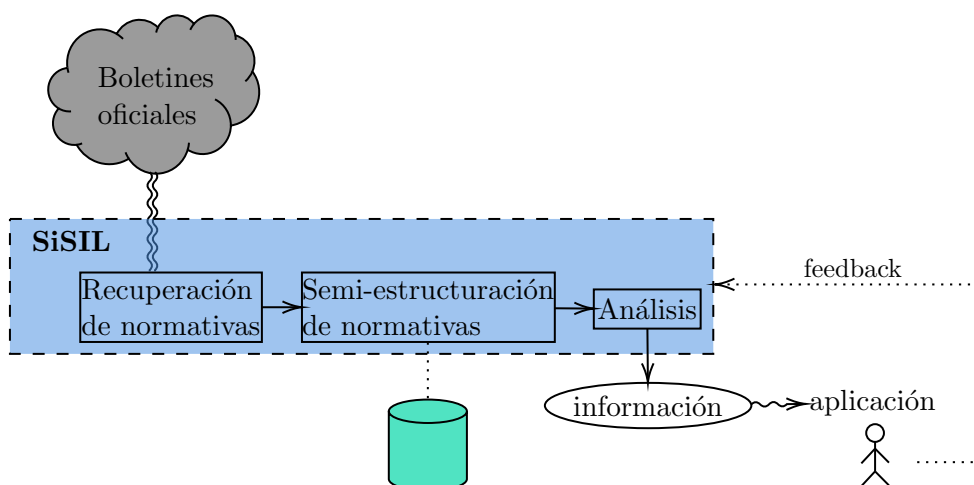 Boletines
oficiales
SiSIL
Recuperación
de normativas
Semi-estructuración
de normativas
Análisis
feedback
información
aplicación